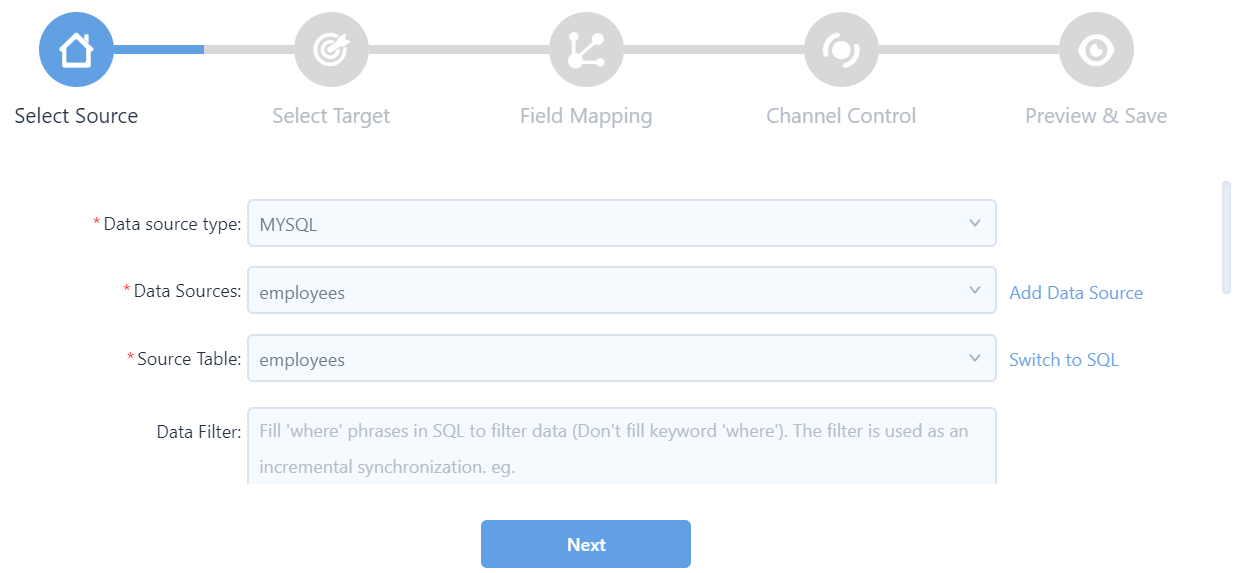 Select Source
Select Target
Field Mapping
Channel Control
Preview & Save
*Data source type:
MYSQL
*Data Sources:
employees
Add Data Source
*Source Table:
employees
Switch to SQL
Data Filter:
Fill 'where' phrases in SQL to filter data (Don't fill keyword 'where'). The filter is used as an
incremental synchronization. eg.
Next